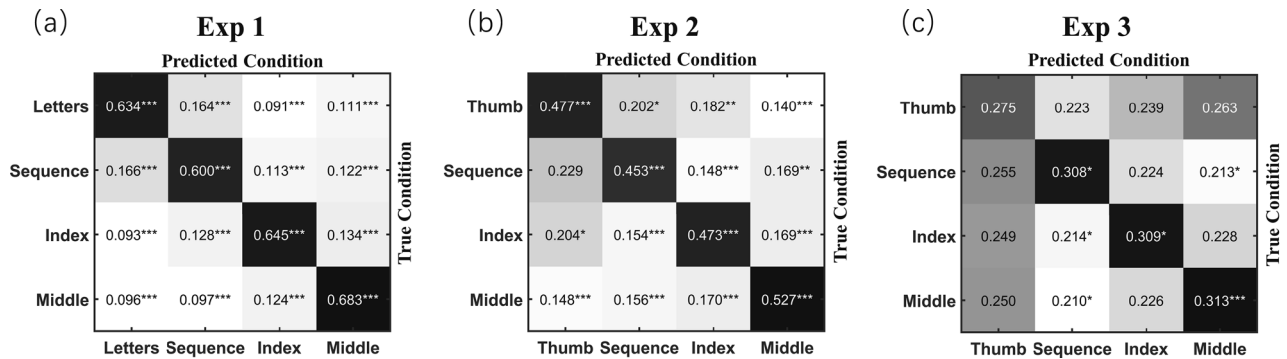 (a) Exp 1
Predicted Condition
Letters 0.634*** 0.164*** 0.091*** 0.111***
Sequence 0.166*** 0.600*** 0.113*** 0.122***
Index 0.093*** 0.128*** 0.645*** 0.134***
Middle 0.096*** 0.097*** 0.124*** 0.683***
Letters Sequence Index Middle
True Condition
(b) Exp 2
Predicted Condition
Thumb 0.477*** 0.202* 0.182** 0.140***
Sequence 0.229 0.453*** 0.148*** 0.169**
Index 0.204* 0.154*** 0.473*** 0.169***
Middle 0.148*** 0.156*** 0.170*** 0.527***
Thumb Sequence Index Middle
True Condition
(c) Exp 3
Predicted Condition
Thumb 0.275 0.223 0.239 0.263
Sequence 0.255 0.308* 0.224 0.213*
Index 0.249 0.214* 0.309* 0.228
Middle 0.250 0.210* 0.226 0.313***
Thumb Sequence Index Middle
True Condition